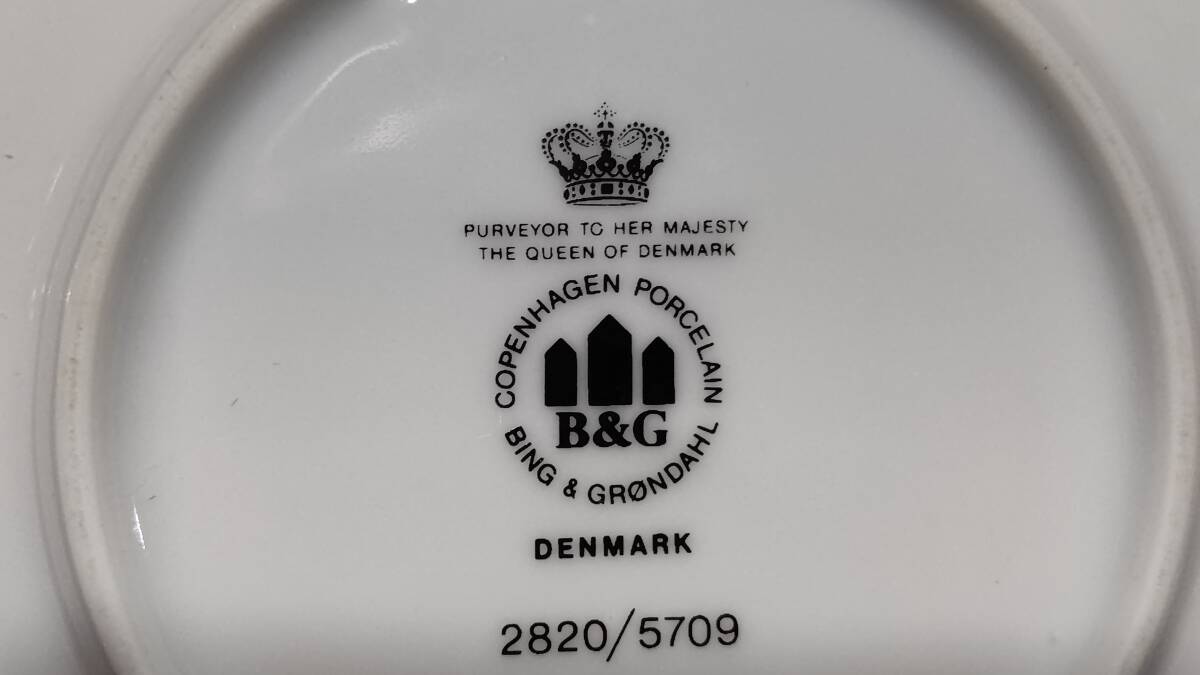 PURVEYOR TO HER MAJESTY
THE QUEEN OF DENMARK
COPENHAGEN PORCELAIN
B&G
BING & GRØNDAHL
DENMARK
2820/5709